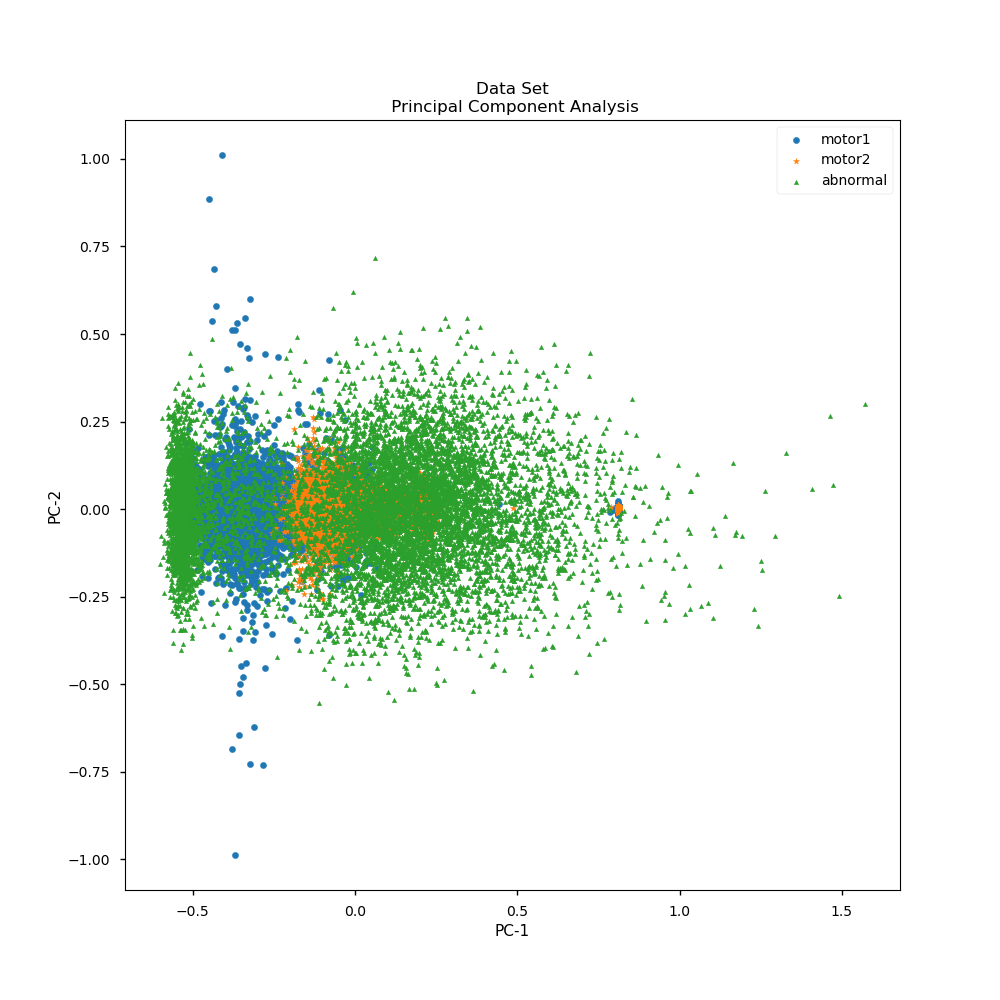 Data Set
Principal Component Analysis
motor1
motor2
abnormal
1.00
0.75
0.50
0.25
0.00
−0.25
−0.50
−0.75
−1.00
PC-2
−0.5
0.0
0.5
1.0
1.5
PC-1